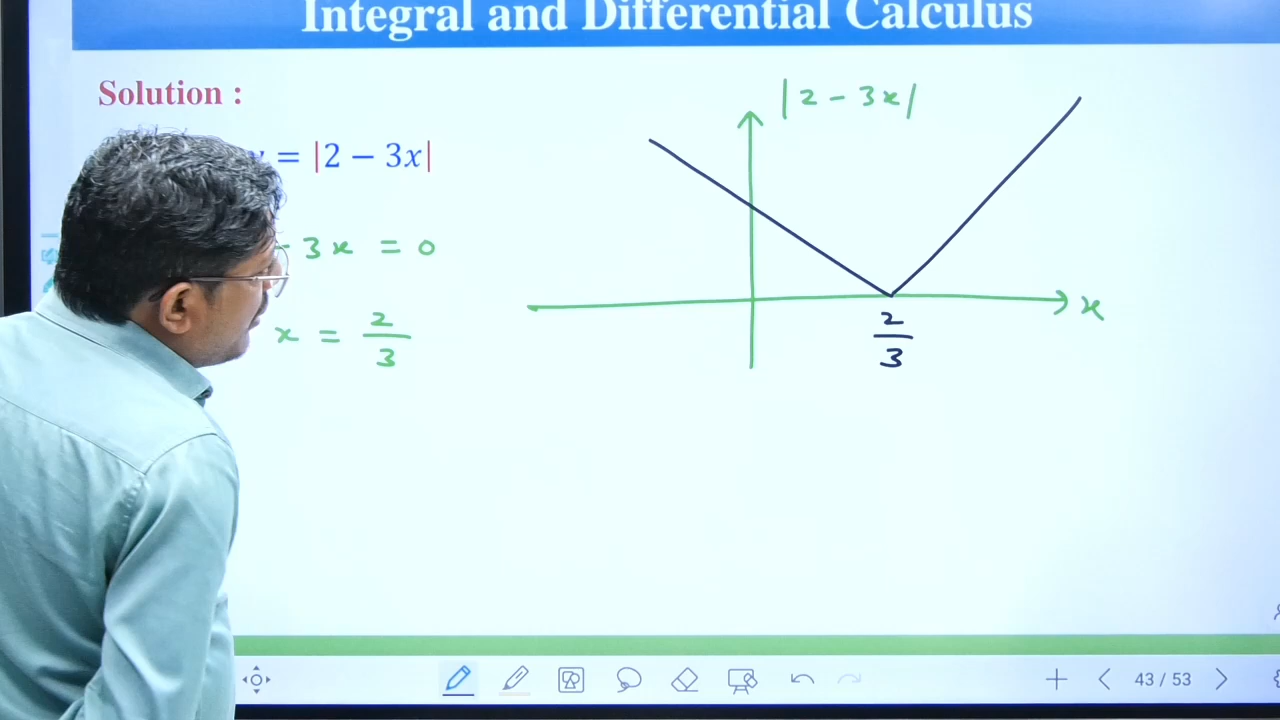 Integral and Differential Calculus
Solution :
= |2 − 3x|
- 3x = 0
x = 2/3
|2 - 3x|
x
2/3
43 / 53